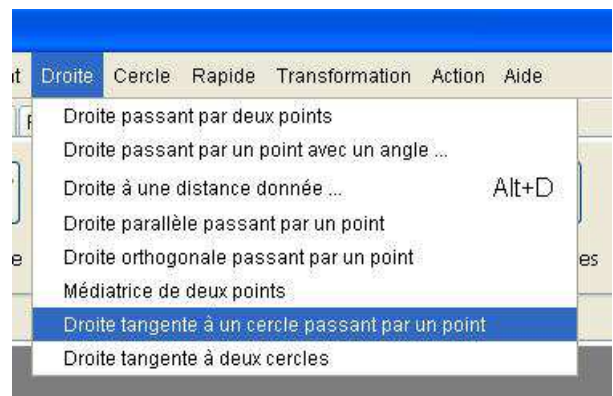 nt Droite Cercle Rapide Transformation Action Aide
Droite passant par deux points
Droite passant par un point avec un angle ...
Droite à une distance donnée ... Alt+D
Droite parallèle passant par un point
Droite orthogonale passant par un point
e es
Médiatrice de deux points
Droite tangente à un cercle passant par un point
Droite tangente à deux cercles